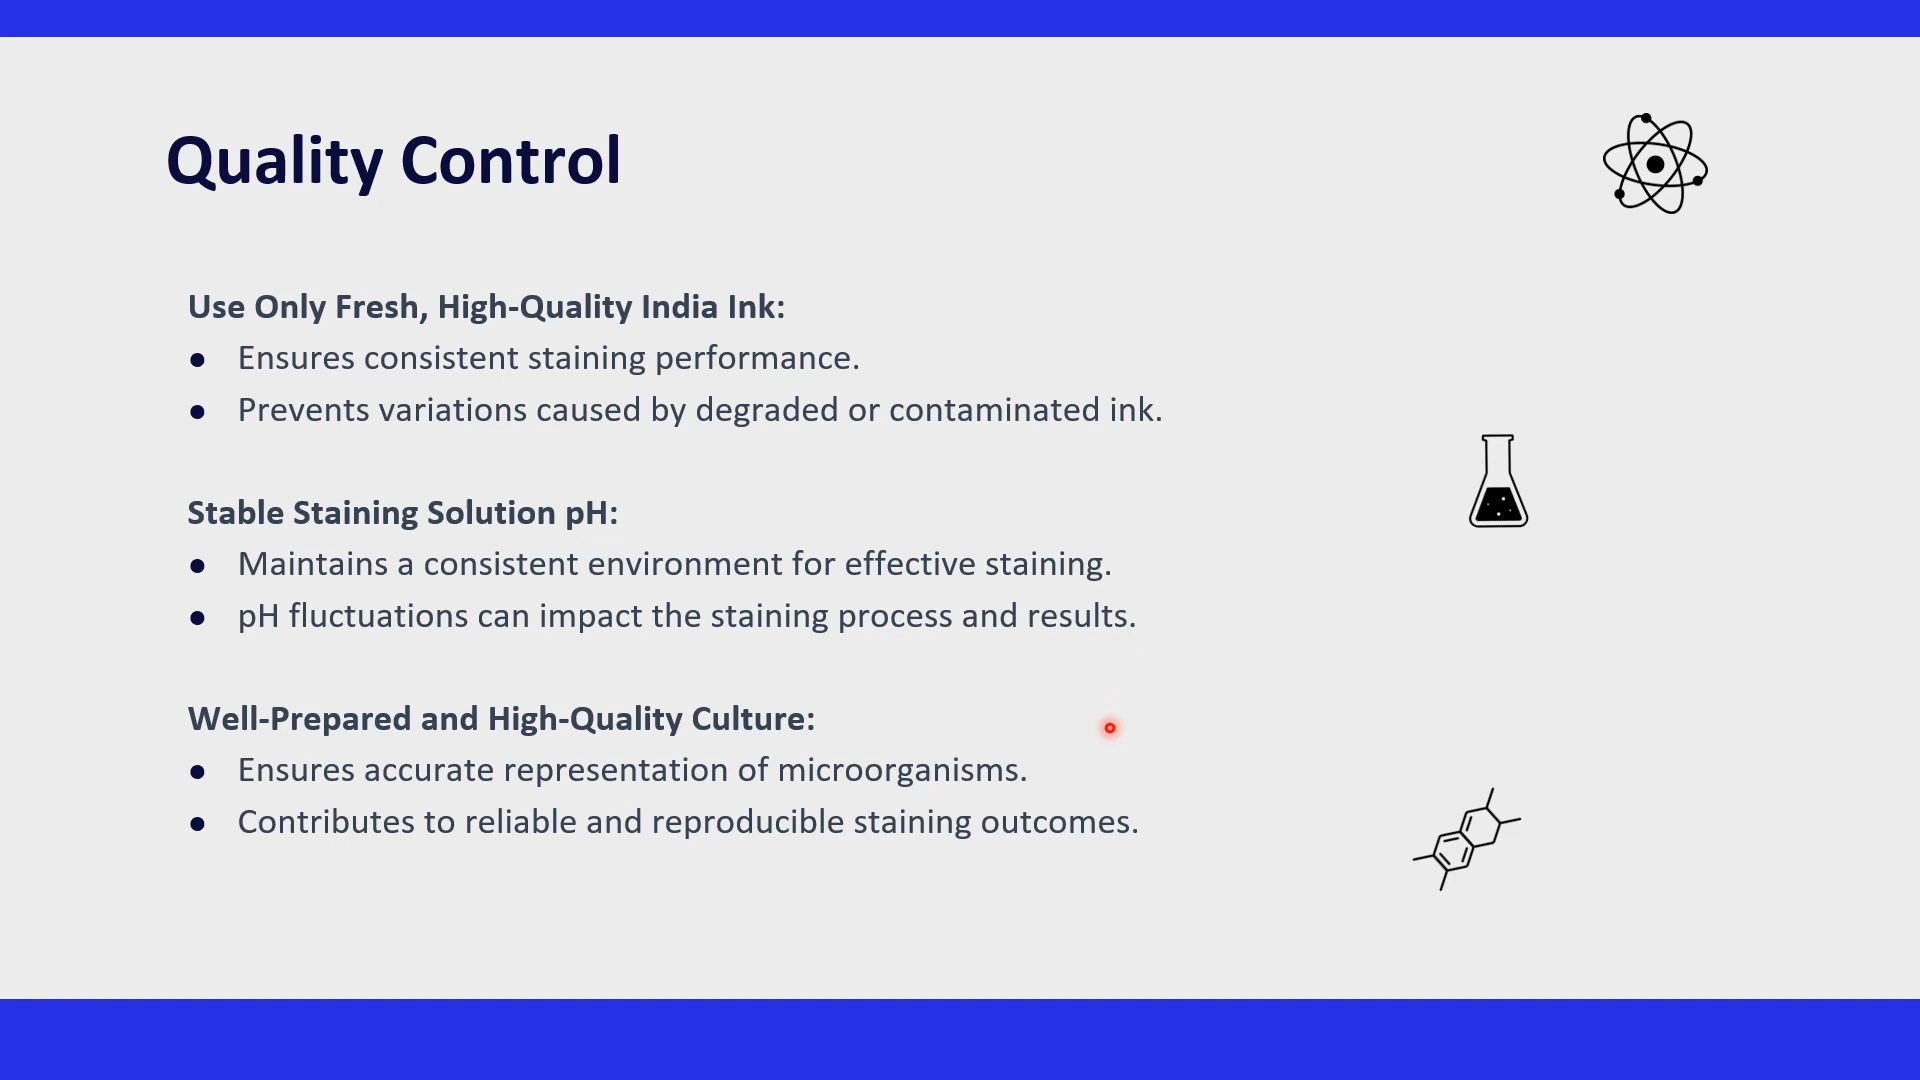 Quality Control
Use Only Fresh, High-Quality India Ink:
● Ensures consistent staining performance.
● Prevents variations caused by degraded or contaminated ink.
Stable Staining Solution pH:
● Maintains a consistent environment for effective staining.
● pH fluctuations can impact the staining process and results.
Well-Prepared and High-Quality Culture:
● Ensures accurate representation of microorganisms.
● Contributes to reliable and reproducible staining outcomes.